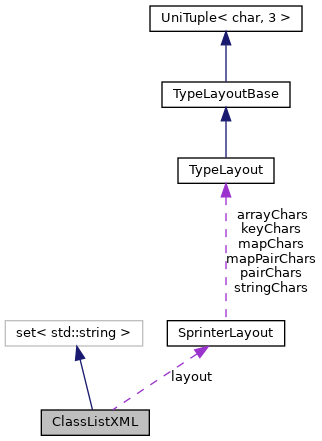 UniTuple< char, 3 >
TypeLayoutBase
TypeLayout
arrayChars
keyChars
mapChars
mapPairChars
pairChars
stringChars
set< std::string >
SprinterLayout
layout
ClassListXML